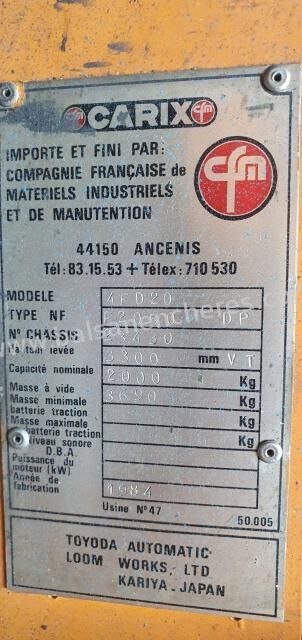 CARIX cfm
IMPORTE ET FINI PAR:
COMPAGNIE FRANÇAISE de
MATERIELS INDUSTRIELS
ET DE MANUTENTION
cfm
44150 ANCENIS
Tél: 83.15.53 + Télex: 710 530
MODELE 4FD20
TYPE NF DP
N° CHASSIS
levée 3300 mm VT
Capacité nominale 2000 Kg
Masse à vide 3620 Kg
Masse minimale
batterie traction Kg
Masse maximale
batterie traction Kg
Niveau sonore
D.B.A.
Puissance du
moteur (kW)
Année de
fabrication 1984
Usine N°47 50.005
TOYODA AUTOMATIC
LOOM WORKS, LTD
KARIYA-JAPAN